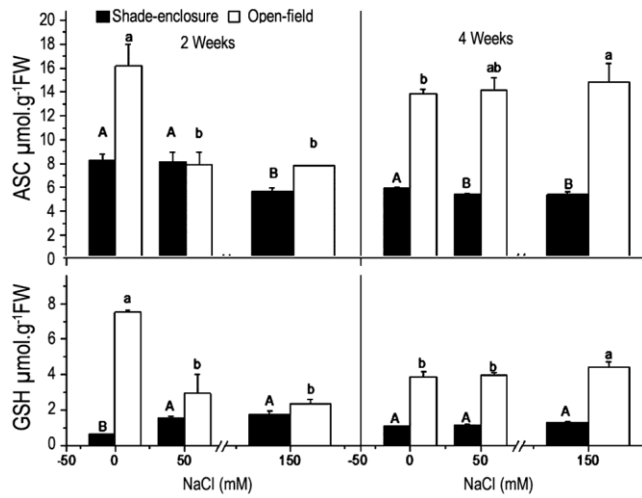 Shade-enclosure Open-field
2 Weeks
4 Weeks
ASC µmol.g⁻¹FW
20
18
16
14
12
10
8
6
4
2
0
A a A b B b
A b B ab B a
GSH µmol.g⁻¹FW
8
6
4
2
0
B a A b A b
A b A b A a
-50 0 50 150 -50 0 50 150
NaCl (mM) NaCl (mM)